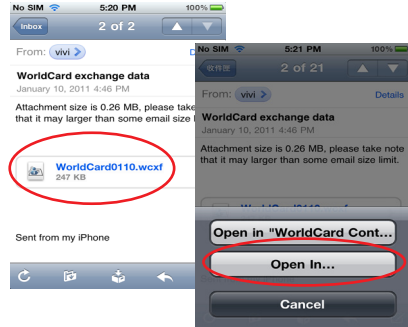 No SIM 5:20 PM 100%
Inbox 2 of 2
From: vivi
WorldCard exchange data
January 10, 2011 4:46 PM
Attachment size is 0.26 MB, please take
that it may larger than some email size
WorldCard0110.wcxf
247 KB
Sent from my iPhone
No SIM 5:21 PM 100%
收件匣 2 of 21
From: vivi Details
WorldCard exchange data
January 10, 2011 4:46 PM
Attachment size is 0.26 MB, please take note
that it may larger than some email size limit.
Open in "WorldCard Cont...
Open In...
Cancel